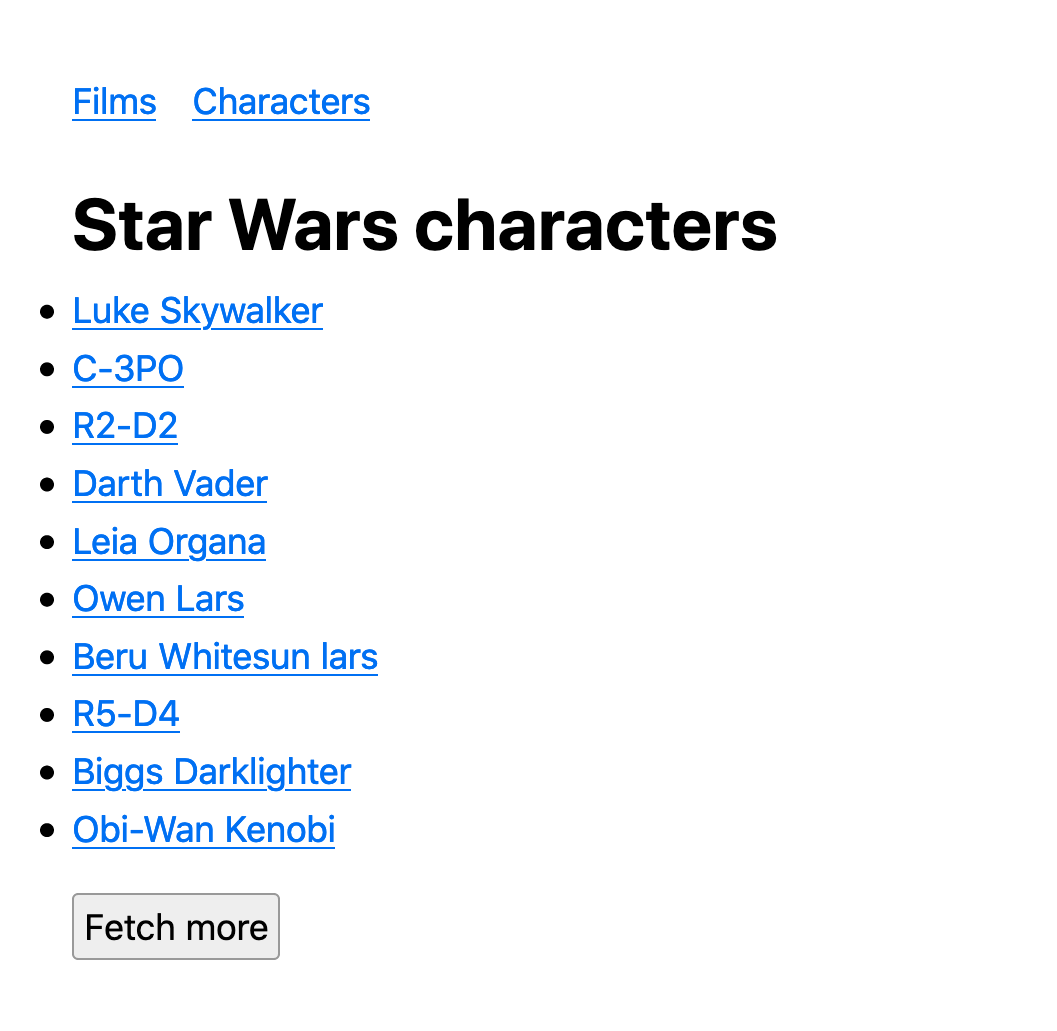 Films Characters
Star Wars characters
Luke Skywalker
C-3PO
R2-D2
Darth Vader
Leia Organa
Owen Lars
Beru Whitesun lars
R5-D4
Biggs Darklighter
Obi-Wan Kenobi
Fetch more